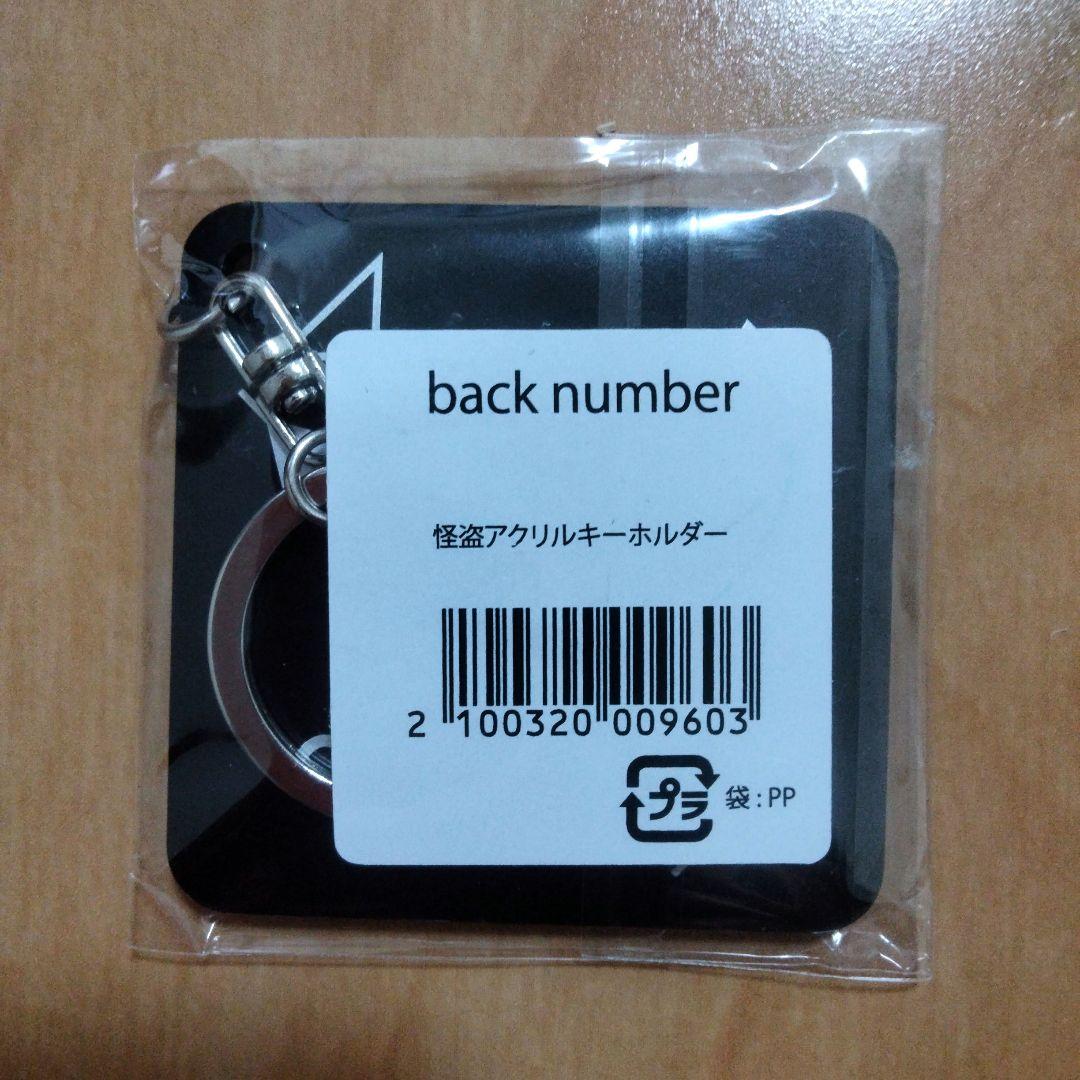 back number
怪盗アクリルキーホルダー
2 100320 009603
プラ 袋:PP